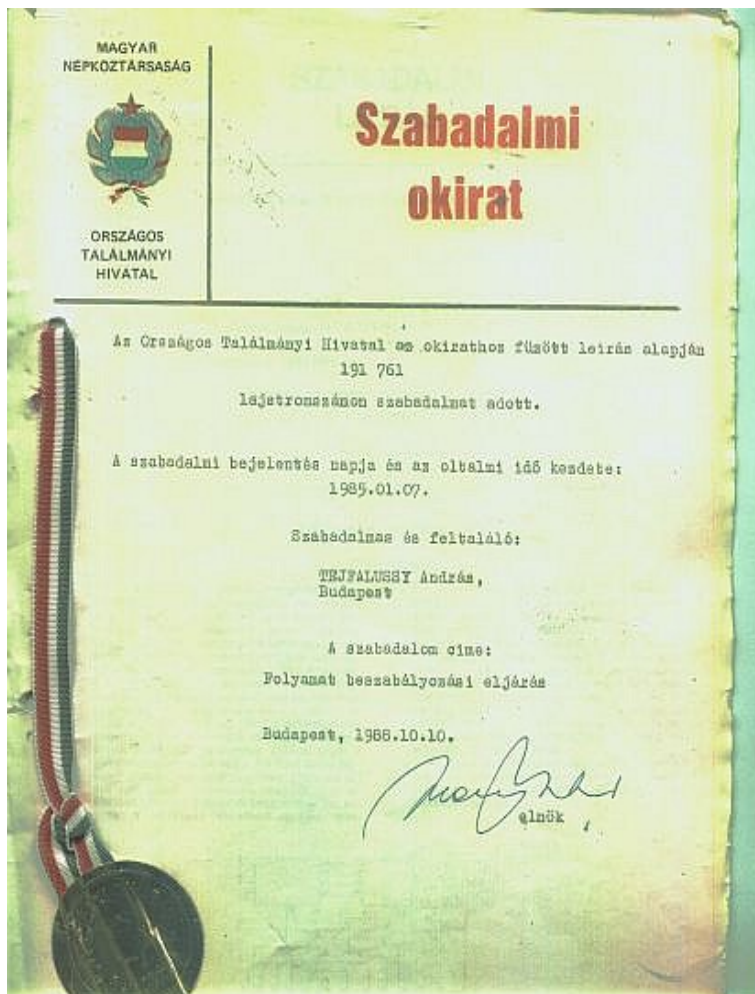 MAGYAR
NÉPKÖZTÁRSASÁG
ORSZÁGOS
TALÁLMÁNYI
HIVATAL
Szabadalmi
okirat
Az Országos Találmányi Hivatal az okirathoz fűzött leírás alapján
191 761
lajstromszámon szabadalmat adott.
A szabadalmi bejelentés napja és az oltalmi idő kezdete:
1985.01.07.
Szabadalmas és feltaláló:
TEJFALUSSY András,
Budapest
A szabadalom címe:
Folyamat beszabályozási eljárás
Budapest, 1988.10.10.
elnök